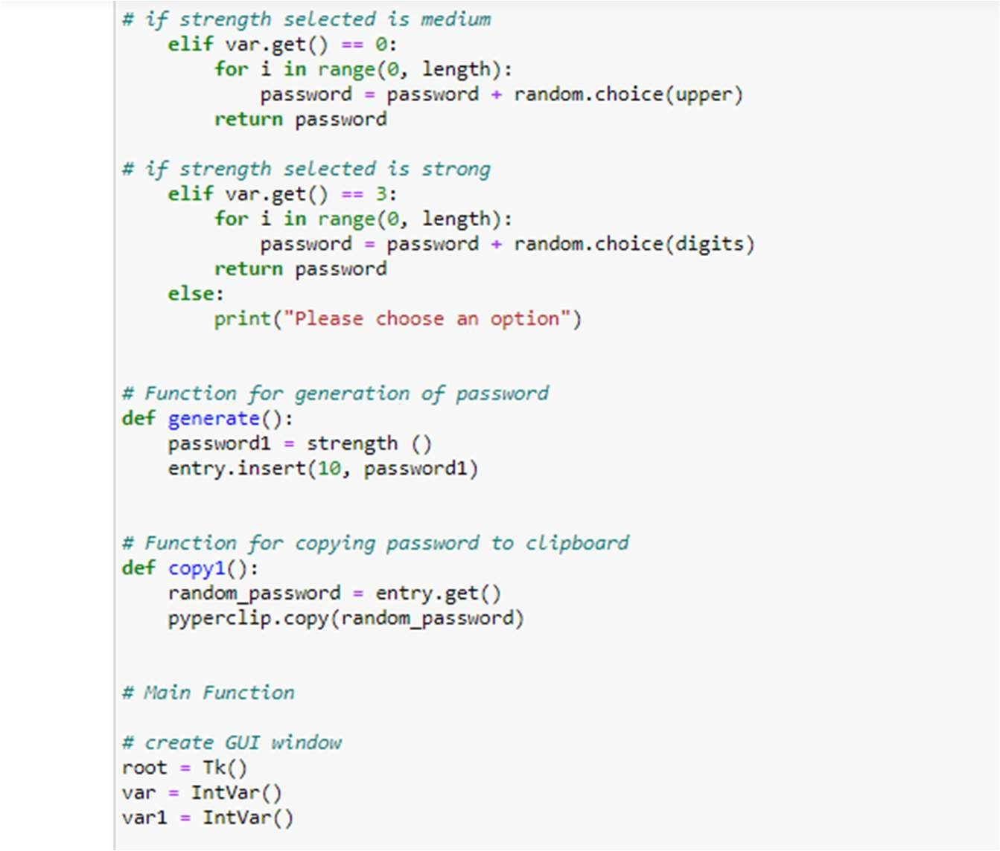 # if strength selected is medium
    elif var.get() == 0:
        for i in range(0, length):
            password = password + random.choice(upper)
        return password

# if strength selected is strong
    elif var.get() == 3:
        for i in range(0, length):
            password = password + random.choice(digits)
        return password
    else:
        print("Please choose an option")


# Function for generation of password
def generate():
    password1 = strength ()
    entry.insert(10, password1)


# Function for copying password to clipboard
def copy1():
    random_password = entry.get()
    pyperclip.copy(random_password)


# Main Function

# create GUI window
root = Tk()
var = IntVar()
var1 = IntVar()